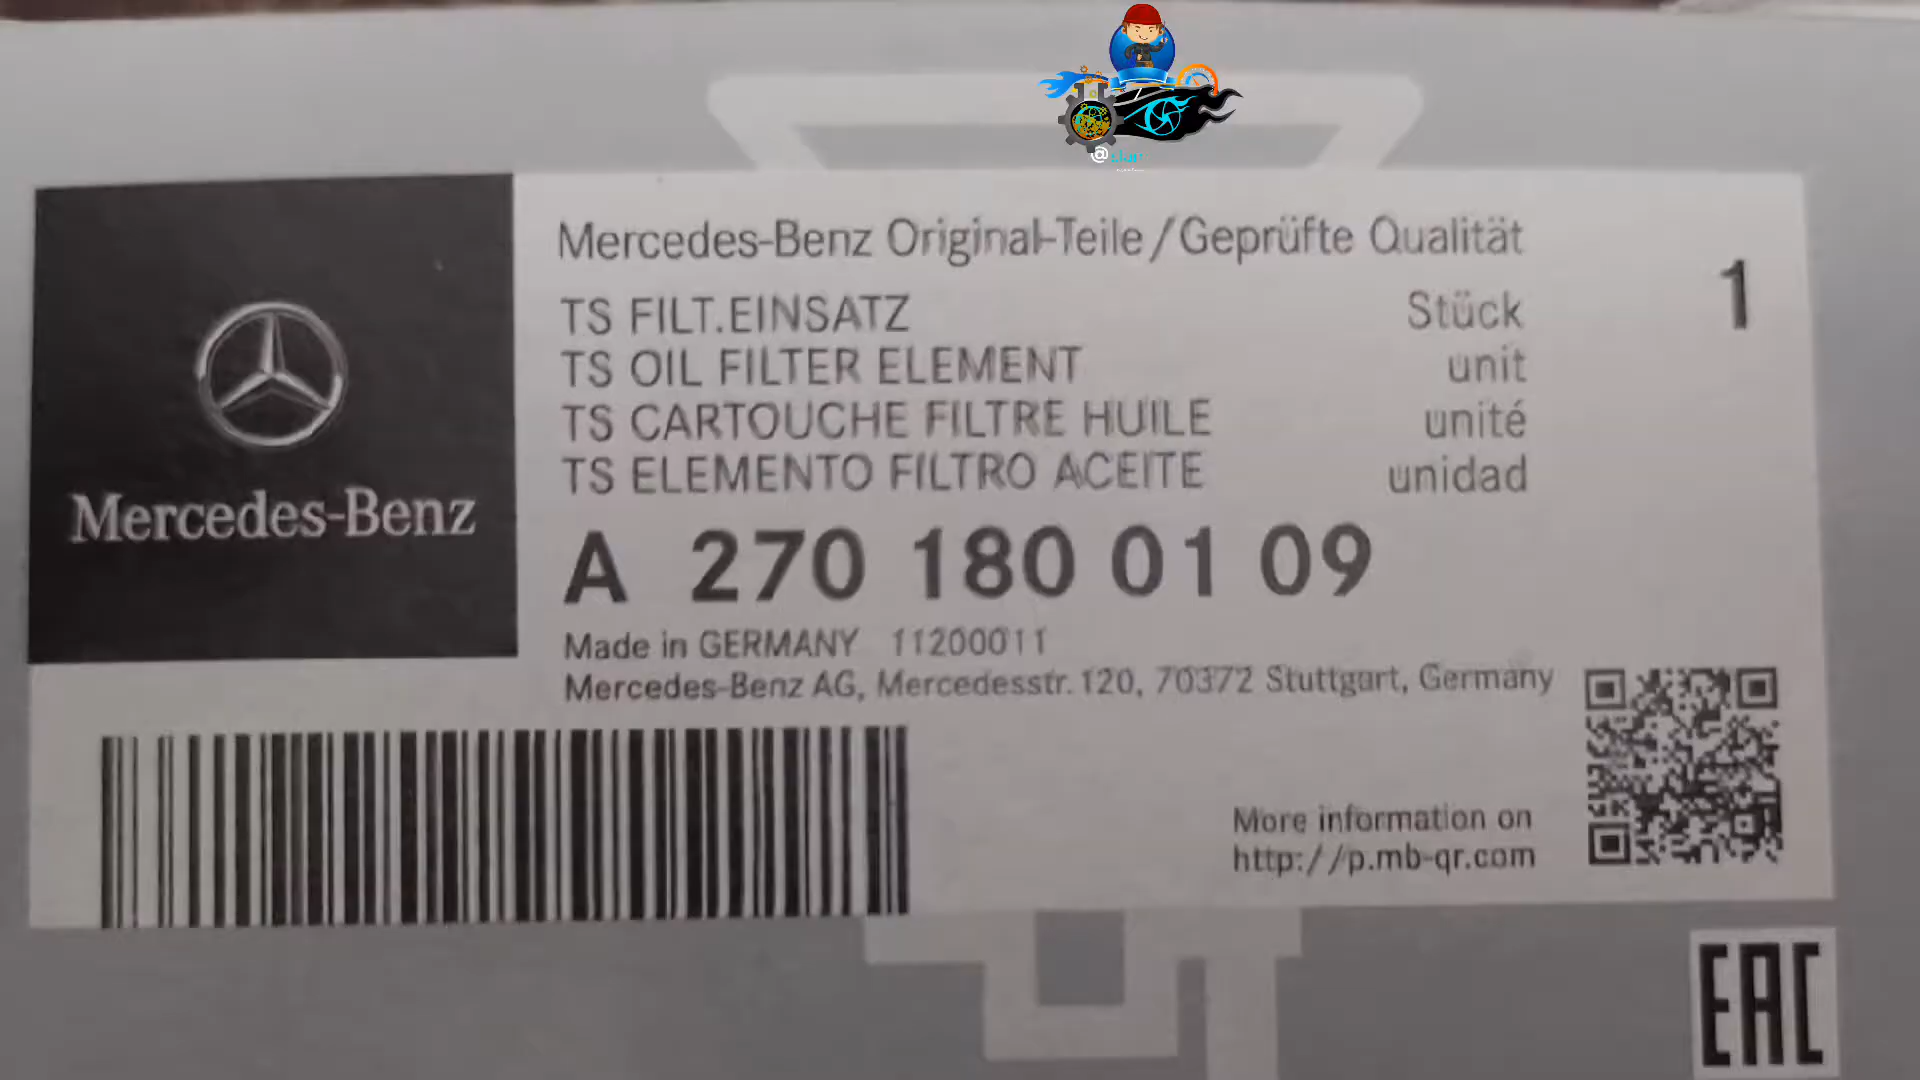 Mercedes-Benz
Mercedes-Benz Original-Teile/Geprüfte Qualität
TS FILT.EINSATZ Stück 1
TS OIL FILTER ELEMENT unit
TS CARTOUCHE FILTRE HUILE unité
TS ELEMENTO FILTRO ACEITE unidad
A 270 180 01 09
Made in GERMANY 11200011
Mercedes-Benz AG, Mercedesstr. 120, 70372 Stuttgart, Germany
More information on
http://p.mb-qr.com
EAC